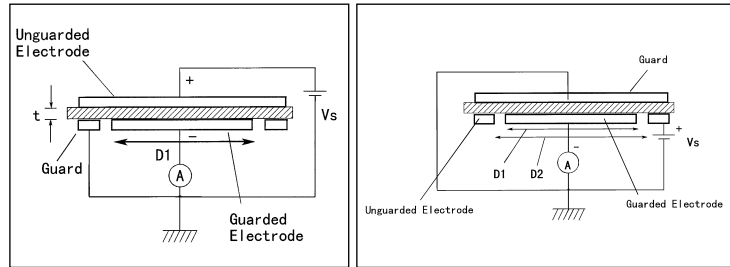 Unguarded
Electrode
+
t
Vs
Guard
−
D1
A
Guarded
Electrode
Guard
+
Vs
−
D1
D2
A
Unguarded Electrode
Guarded Electrode